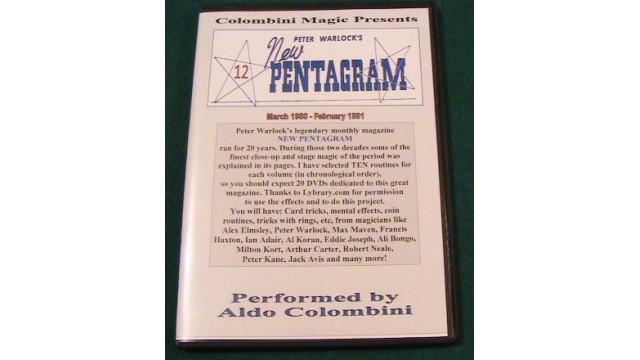 Colombini Magic Presents
PETER WARLOCK'S
New
12
PENTAGRAM
March 1980 - February 1981
Peter Warlock's legendary monthly magazine
NEW PENTAGRAM
ran for 20 years. During those two decades some of the
finest close-up and stage magic of the period was
explained in its pages. I have selected TEN routines for
each volume (in chronological order),
so you should expect 20 DVDs dedicated to this great
magazine. Thanks to Lybrary.com for permission
to use the effects and to do this project.
You will have: Card tricks, mental effects, coin
routines, tricks with rings, etc, from magicians like
Alex Elmsley, Peter Warlock, Max Maven, Francis
Haxton, Ian Adair, Al Koran, Eddie Joseph, Ali Bongo,
Milton Kort, Arthur Carter, Robert Neale,
Peter Kane, Jack Avis and many more!
Performed by
Aldo Colombini